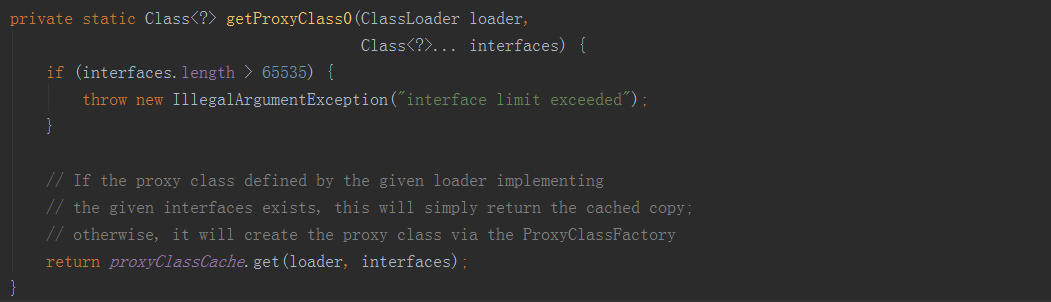 private static Class<?> getProxyClass0(ClassLoader loader,
                                       Class<?>... interfaces) {
    if (interfaces.length > 65535) {
        throw new IllegalArgumentException("interface limit exceeded");
    }

    // If the proxy class defined by the given loader implementing
    // the given interfaces exists, this will simply return the cached copy;
    // otherwise, it will create the proxy class via the ProxyClassFactory
    return proxyClassCache.get(loader, interfaces);
}